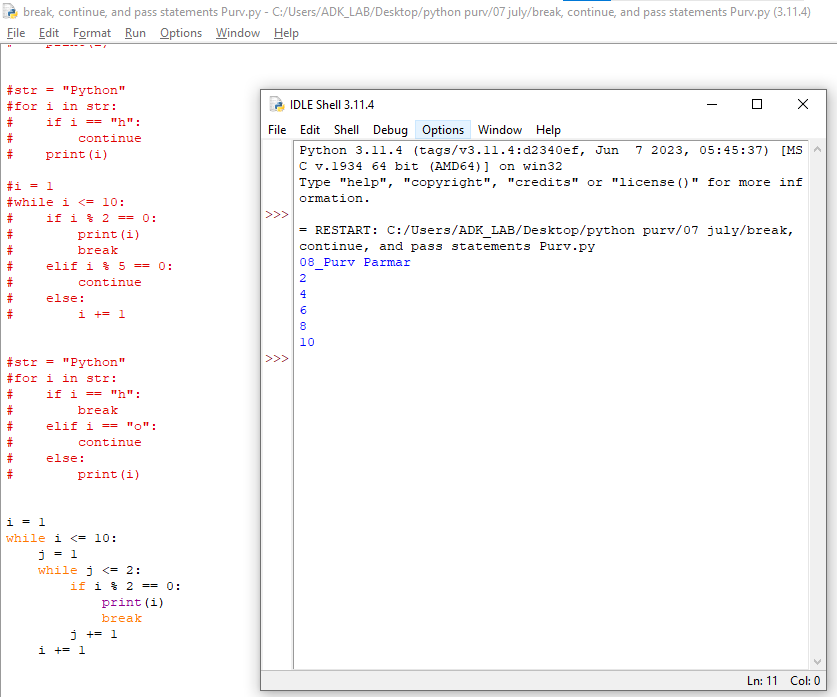 break, continue, and pass statements Purv.py - C:/Users/ADK_LAB/Desktop/python purv/07 july/break, continue, and pass statements Purv.py (3.11.4)
File Edit Format Run Options Window Help
#str = "Python"
#for i in str:
#    if i == "h":
#        continue
#    print(i)
#i = 1
#while i <= 10:
#    if i % 2 == 0:
#        print(i)
#        break
#    elif i % 5 == 0:
#        continue
#    else:
#        i += 1
#str = "Python"
#for i in str:
#    if i == "h":
#        break
#    elif i == "o":
#        continue
#    else:
#        print(i)
i = 1
while i <= 10:
    j = 1
    while j <= 2:
        if i % 2 == 0:
            print(i)
            break
        j += 1
    i += 1
IDLE Shell 3.11.4
File Edit Shell Debug Options Window Help
Python 3.11.4 (tags/v3.11.4:d2340ef, Jun  7 2023, 05:45:37) [MS
C v.1934 64 bit (AMD64)] on win32
Type "help", "copyright", "credits" or "license()" for more inf
ormation.
>>>
= RESTART: C:/Users/ADK_LAB/Desktop/python purv/07 july/break,
continue, and pass statements Purv.py
08_Purv Parmar
2
4
6
8
10
>>>
Ln: 11 Col: 0